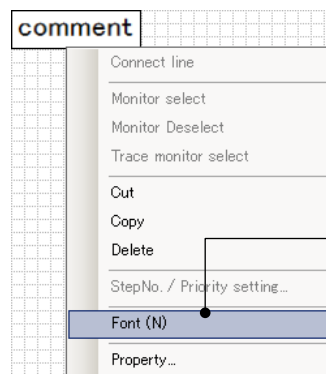 comment
Connect line
Monitor select
Monitor Deselect
Trace monitor select
Cut
Copy
Delete
StepNo. / Priority setting...
Font (N)
Property...